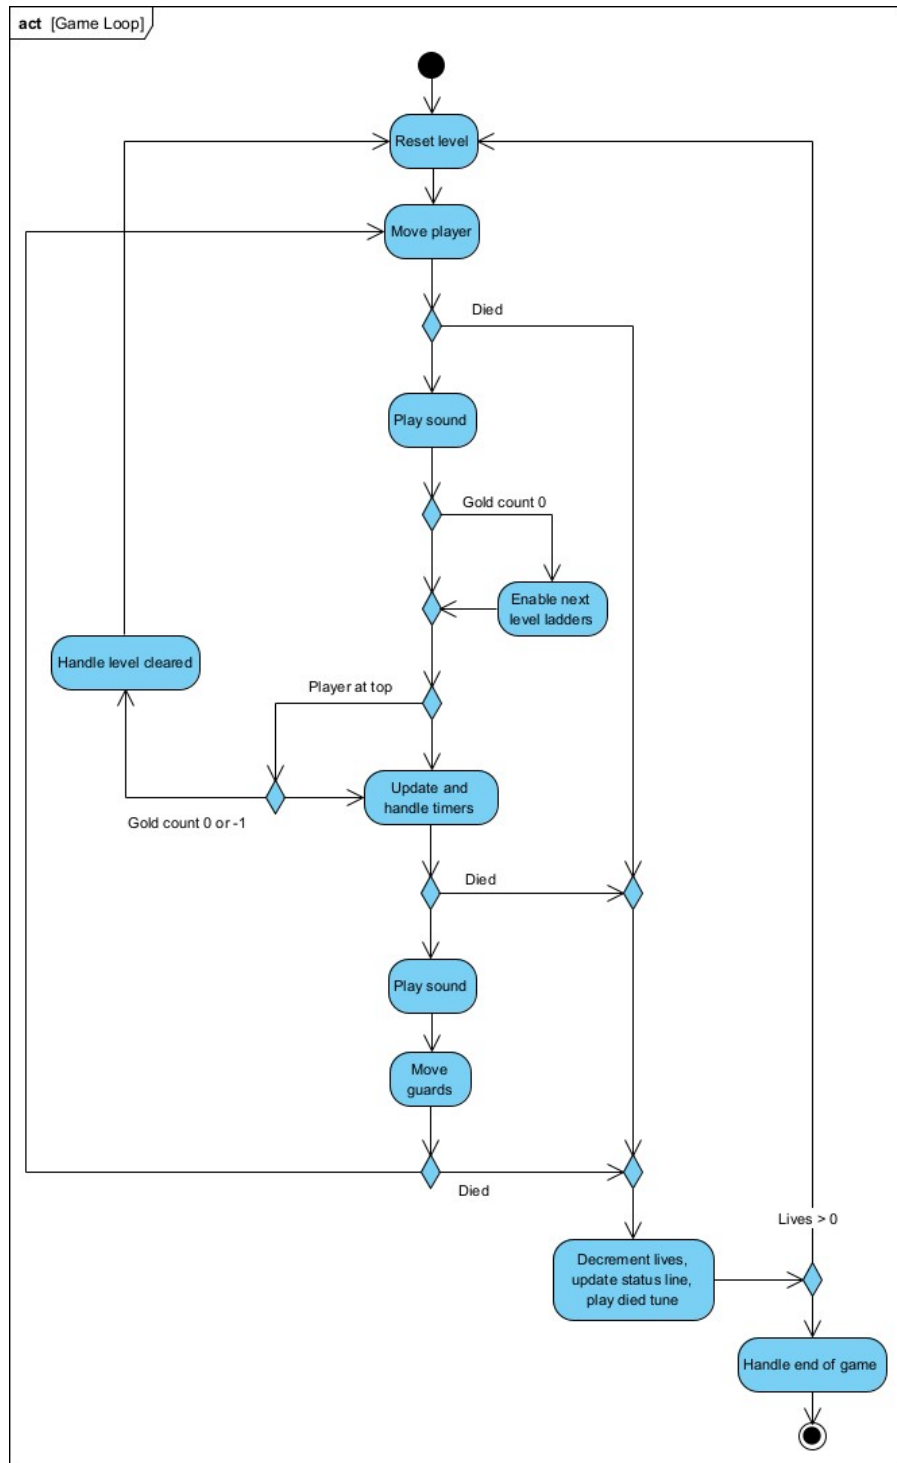 act [Game Loop]
Reset level
Move player
Died
Play sound
Gold count 0
Enable next
level ladders
Handle level cleared
Player at top
Update and
handle timers
Gold count 0 or -1
Died
Play sound
Move
guards
Died
Lives > 0
Decrement lives,
update status line,
play died tune
Handle end of game